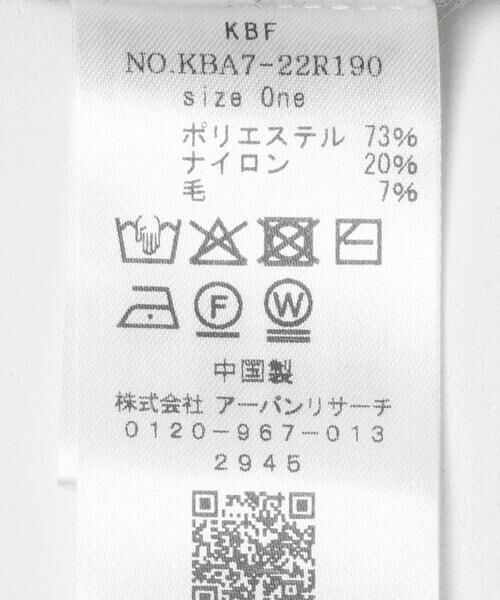 KBF
NO.KBA7-22R190
size One
ポリエステル 73%
ナイロン 20%
毛 7%
F W
中国製
株式会社 アーバンリサーチ
0120-967-013
2945